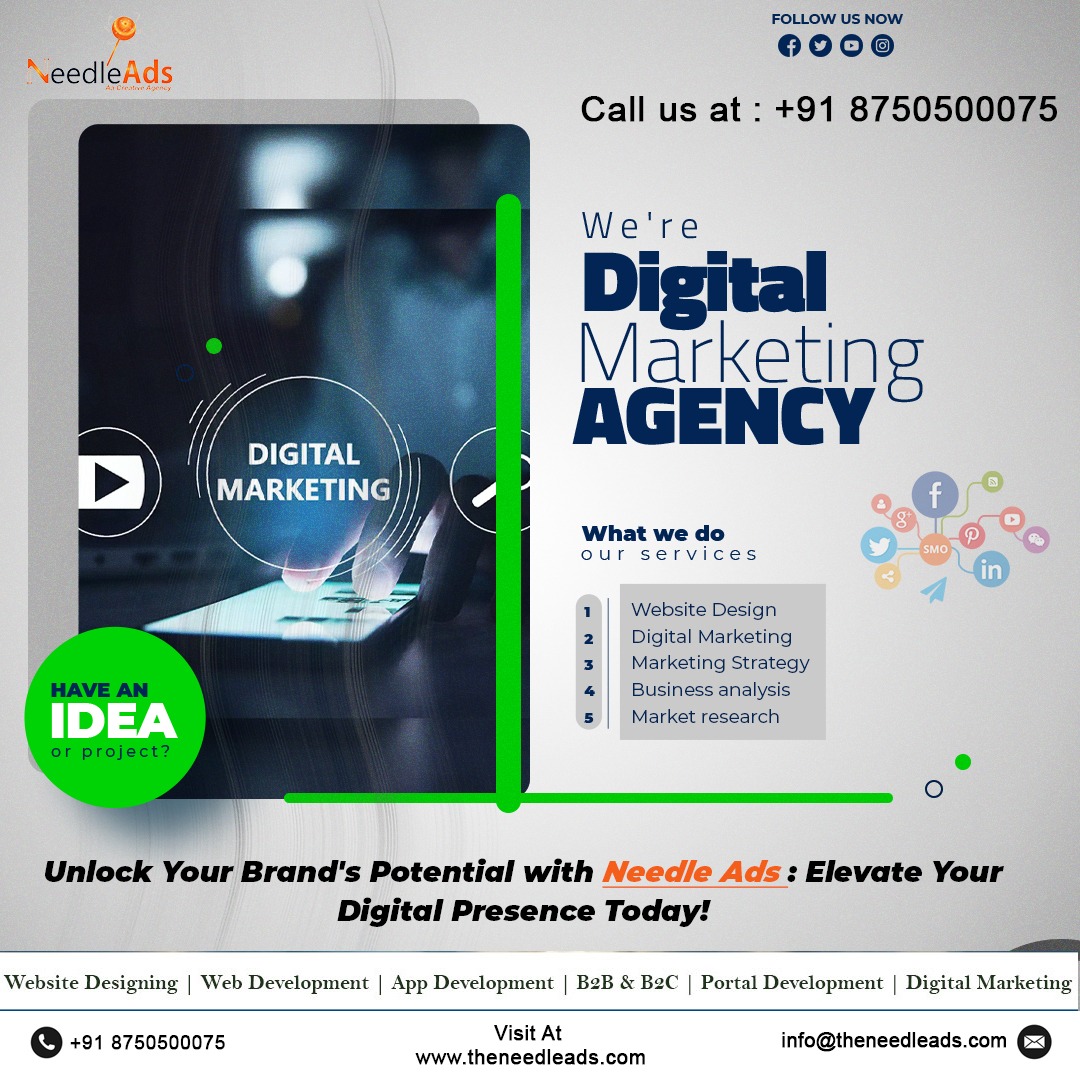 NeedleAds
An Creative Agency
FOLLOW US NOW
Call us at : +91 8750500075
We're
Digital
Marketing
AGENCY
DIGITAL
MARKETING
What we do
our services
1 Website Design
2 Digital Marketing
3 Marketing Strategy
4 Business analysis
5 Market research
f
g+
SMO
in
HAVE AN
IDEA
or project?
Unlock Your Brand's Potential with Needle Ads : Elevate Your
Digital Presence Today!
Website Designing | Web Development | App Development | B2B & B2C | Portal Development | Digital Marketing
+91 8750500075
Visit At
www.theneedleads.com
info@theneedleads.com